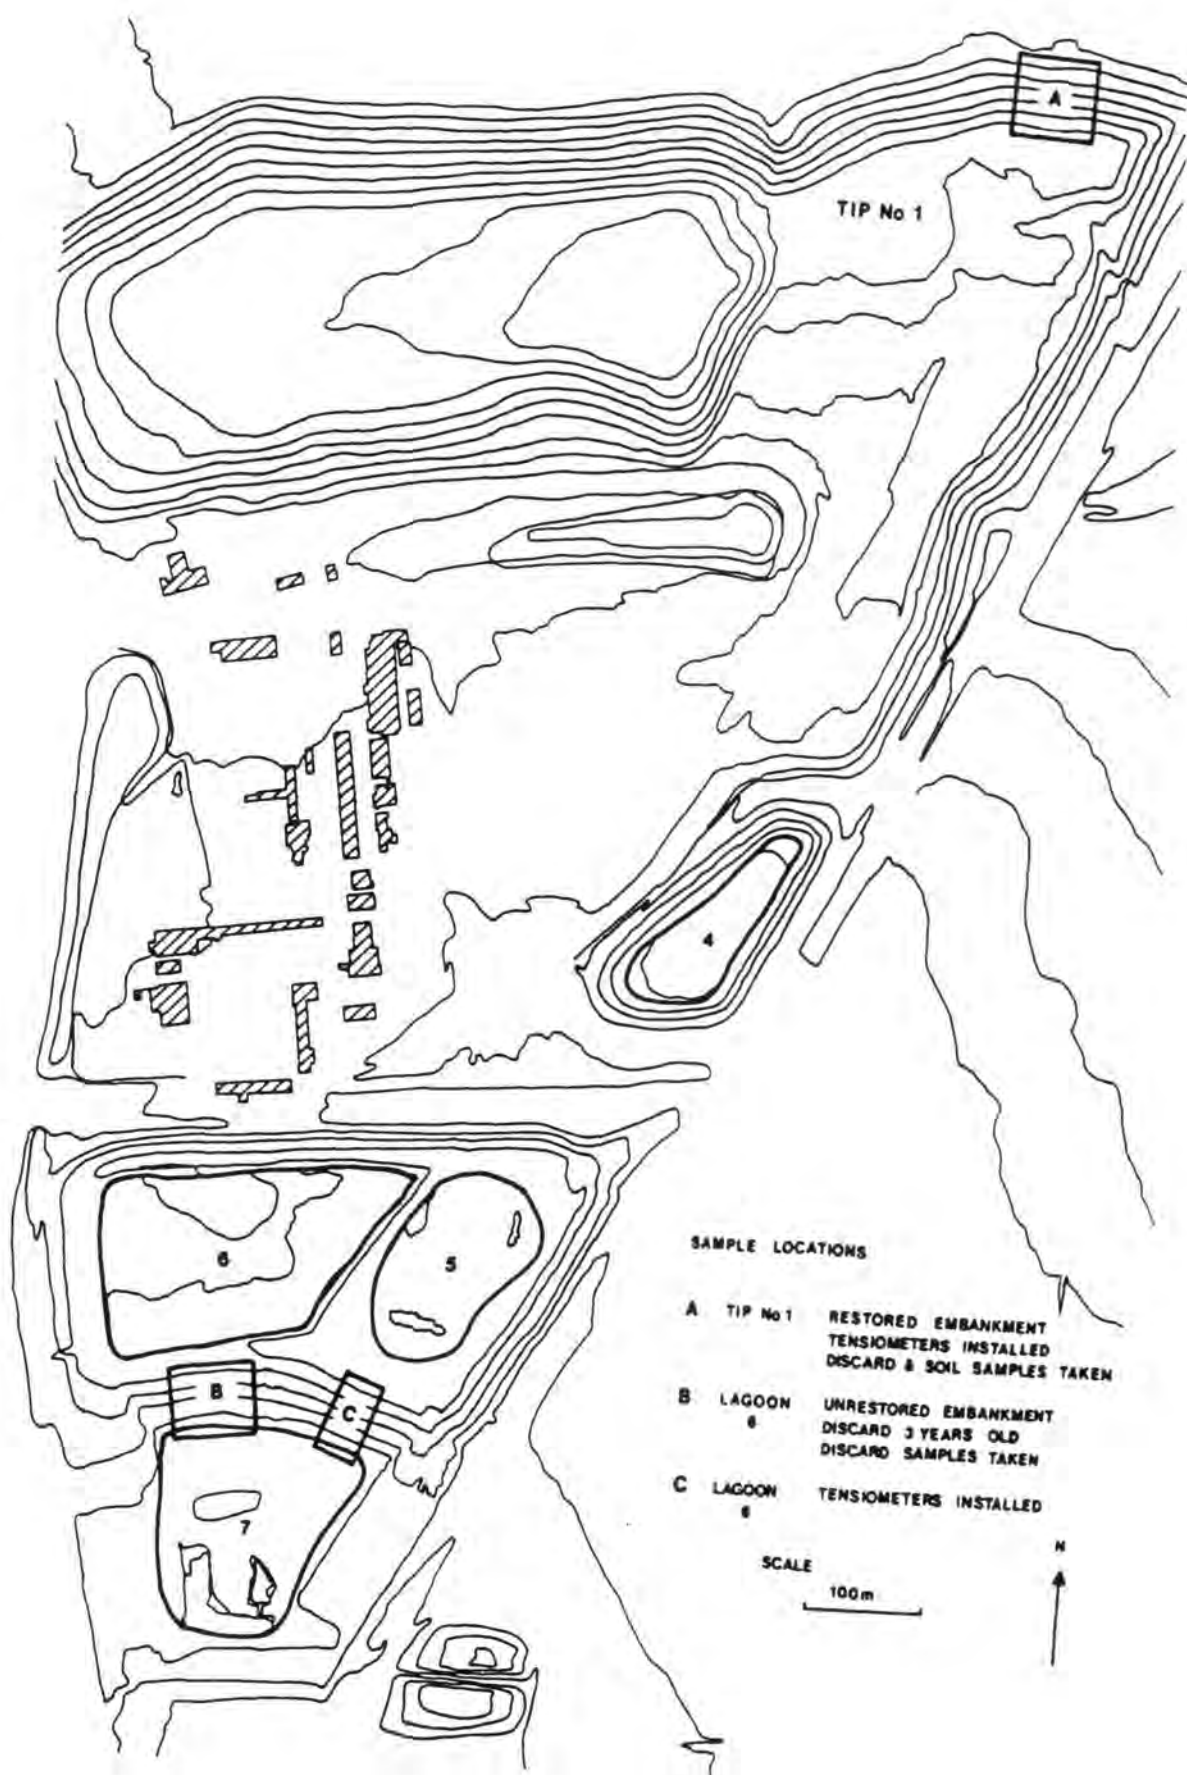 A
TIP No 1
4
6
5
B
C
7
SAMPLE LOCATIONS
A TIP No 1 RESTORED EMBANKMENT
TENSIOMETERS INSTALLED
DISCARD & SOIL SAMPLES TAKEN
B LAGOON 6 UNRESTORED EMBANKMENT
DISCARD 3 YEARS OLD
DISCARD SAMPLES TAKEN
C LAGOON 6 TENSIOMETERS INSTALLED
N
SCALE
100m